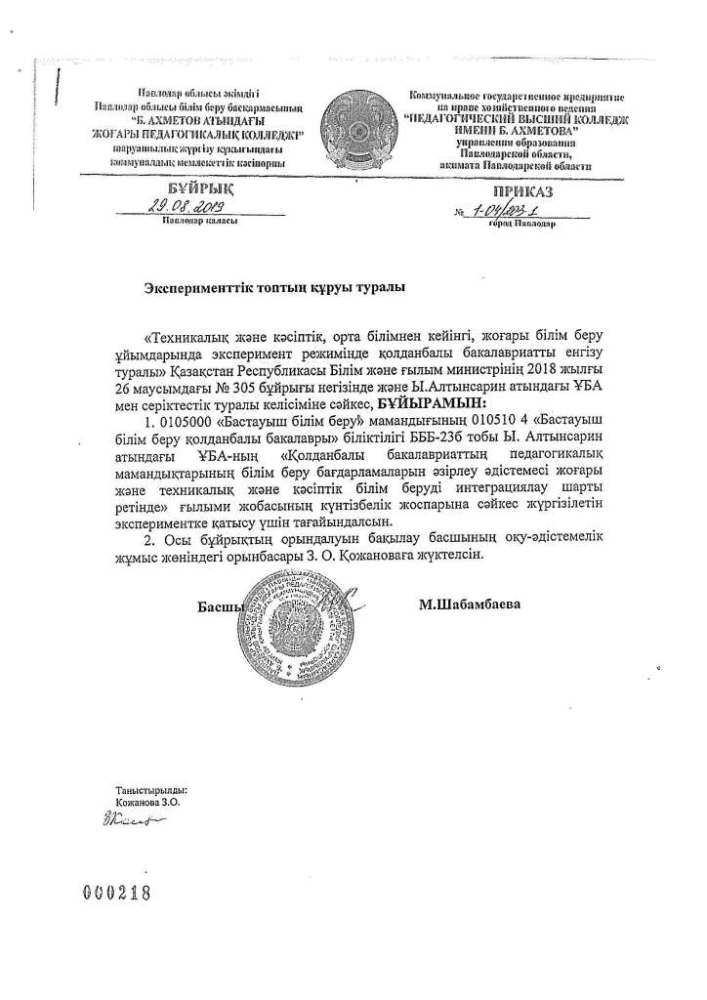 Павлодар облысы әкімдігі
Павлодар облысы білім беру басқармасының
"Б. АХМЕТОВ АТЫНДАҒЫ
ЖОҒАРЫ ПЕДАГОГИКАЛЫҚ КОЛЛЕДЖІ"
шаруашылық жүргізу құқығындағы
коммуналдық мемлекеттік кәсіпорны
Коммунальное государственное предприятие
на праве хозяйственного ведения
"ПЕДАГОГИЧЕСКИЙ ВЫСШИЙ КОЛЛЕДЖ
ИМЕНИ Б. АХМЕТОВА"
управления образования
Павлодарской области,
акимата Павлодарской области
БҰЙРЫҚ
29.08.2019
Павлодар қаласы
ПРИКАЗ
№ 1-04/203-1
город Павлодар
Эксперименттік топтың құруы туралы
«Техникалық және кәсіптік, орта білімнен кейінгі, жоғары білім беру
ұйымдарында эксперимент режимінде қолданбалы бакалавриатты енгізу
туралы» Қазақстан Республикасы Білім және ғылым министрінің 2018 жылғы
26 маусымдағы № 305 бұйрығы негізінде және Ы.Алтынсарин атындағы ҰБА
мен серіктестік туралы келісіміне сәйкес, БҰЙЫРАМЫН:
1. 0105000 «Бастауыш білім беру» мамандығының 010510 4 «Бастауыш
білім беру қолданбалы бакалавры» біліктілігі БББ-23б тобы Ы. Алтынсарин
атындағы ҰБА-ның «Қолданбалы бакалавриаттың педагогикалық
мамандықтарының білім беру бағдарламаларын әзірлеу әдістемесі жоғары
және техникалық және кәсіптік білім беруді интеграциялау шарты
ретінде» ғылыми жобасының күнтізбелік жоспарына сәйкес жүргізілетін
экспериментке қатысу үшін тағайындалсын.
2. Осы бұйрықтың орындалуын бақылау басшының оқу-әдістемелік
жұмыс жөніндегі орынбасары З. О. Қожановаға жүктелсін.
Басшы
М.Шабамбаева
Таныстырылды:
Кожанова З.О.
000218